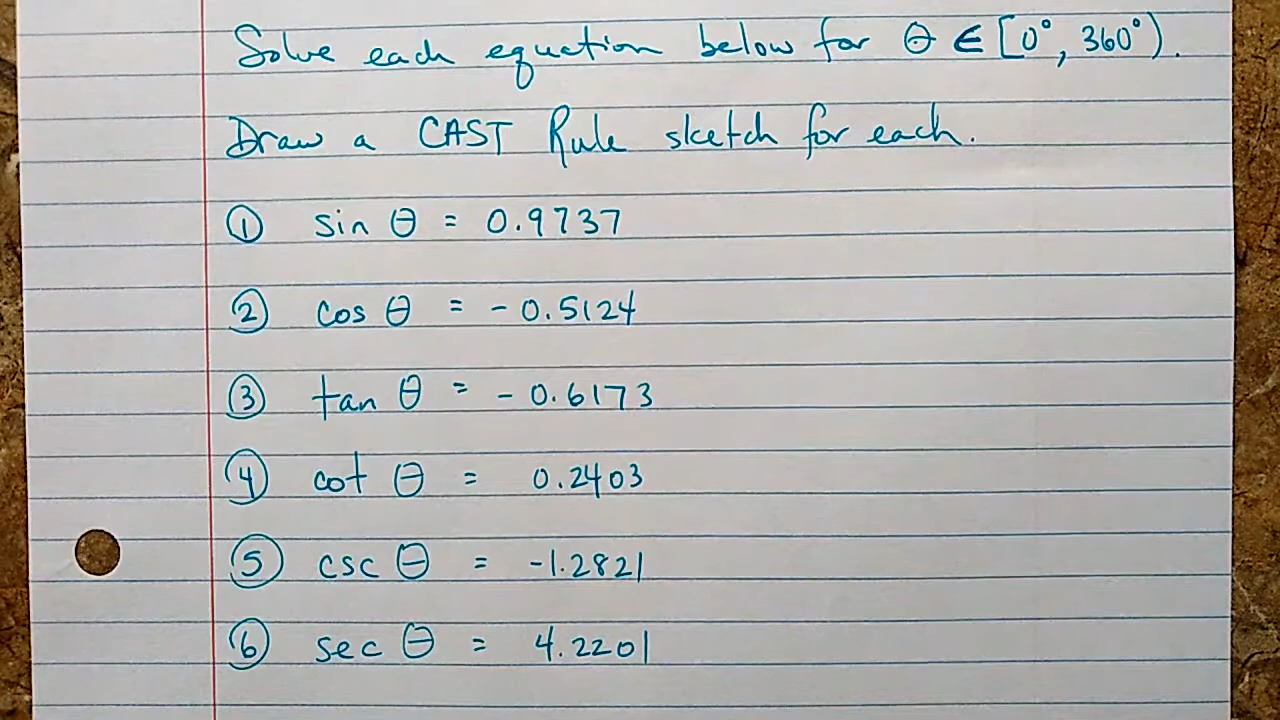 Solve each equation below for θ ∈ [0°, 360°).
Draw a CAST Rule sketch for each.
① sin θ = 0.9737
② cos θ = -0.5124
③ tan θ = -0.6173
④ cot θ = 0.2403
⑤ csc θ = -1.2821
⑥ sec θ = 4.2201